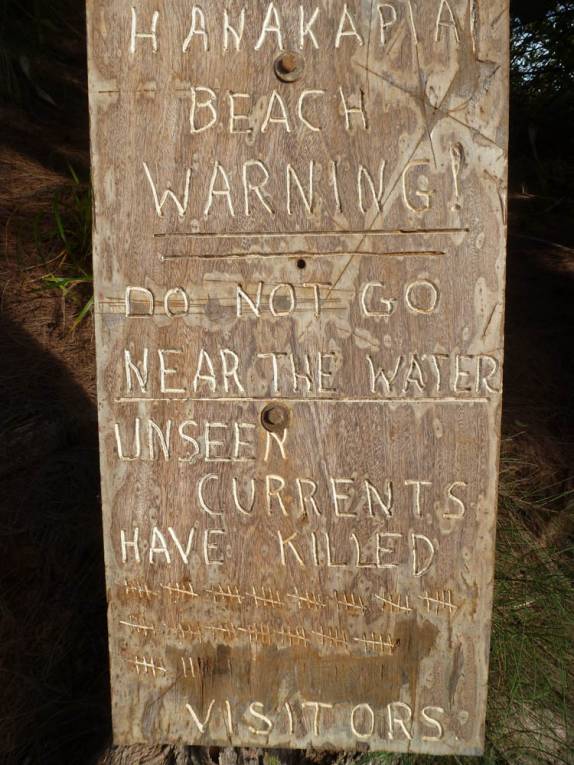 HANAKAPIAI
BEACH
WARNING!
DO NOT GO
NEAR THE WATER
UNSEEN
CURRENTS
HAVE KILLED
VISITORS.